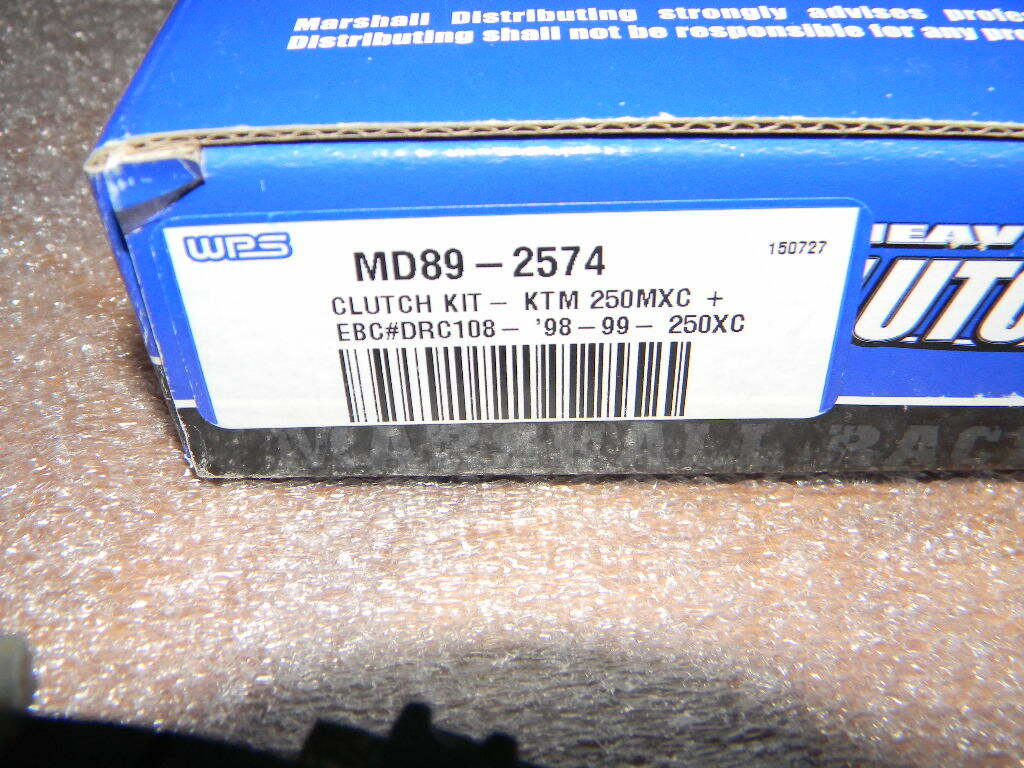 Marshall Distributing strongly advises
Distributing shall not be responsible for any
WPS
MD89-2574
150727
CLUTCH KIT - KTM 250MXC +
EBC#DRC108- '98-99- 250XC
MARSHALL